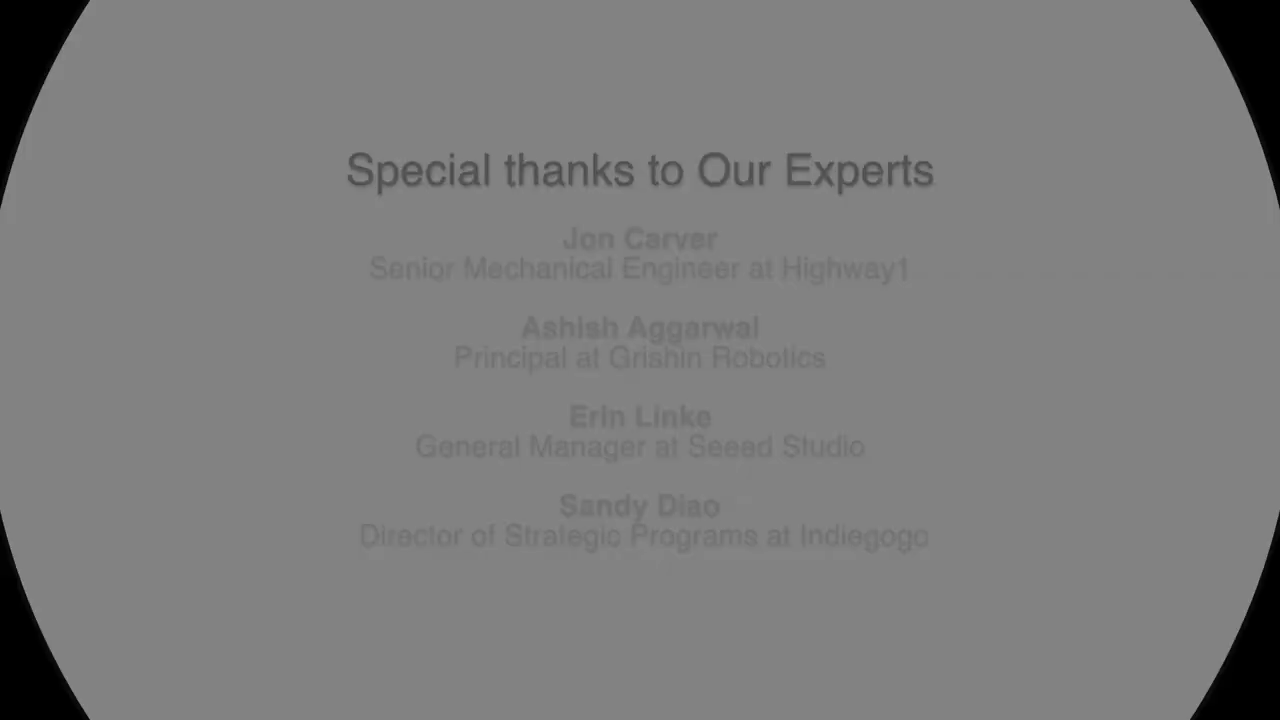 Special thanks to Our Experts
Jon Carver
Senior Mechanical Engineer at Highway1
Ashish Aggarwal
Principal at Grishin Robotics
Erin Linke
General Manager at Seeed Studio
Sandy Diao
Director of Strategic Programs at Indiegogo